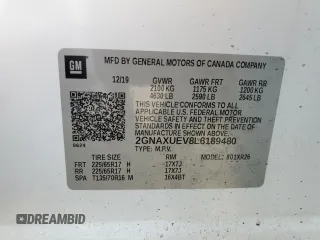 GM
MFD BY GENERAL MOTORS OF CANADA COMPANY
12/19 GVWR GAWR FRT GAWR RR
2100 KG 1175 KG 1200 KG
4630 LB 2590 LB 2645 LB
THIS VEHICLE CONFORMS TO ALL APPLICABLE
U.S. FEDERAL MOTOR
VEHICLE SAFETY AND THEFT
PREVENTION STANDARDS IN EFFECT ON THE
DATE OF MANUFACTURE SHOWN ABOVE.
2GNAXUEV8L6189480
TYPE: M.P.V. MODEL:
TIRE SIZE RIM
FRT 225/65R17 H 17X7J
RR 225/65R17 H 17X7J
SPA T135/70R16 M 16X4BT